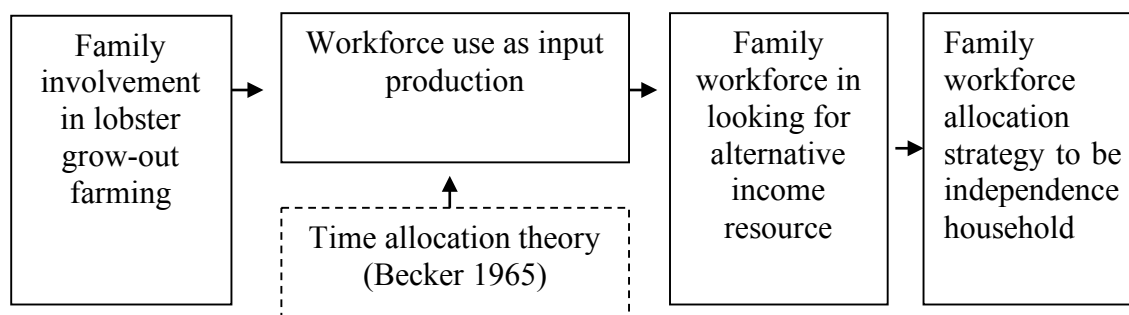 Family
involvement
in lobster
grow-out
farming
Workforce use as input
production
Time allocation theory
(Becker 1965)
Family
workforce in
looking for
alternative
income
resource
Family
workforce
allocation
strategy to be
independence
household